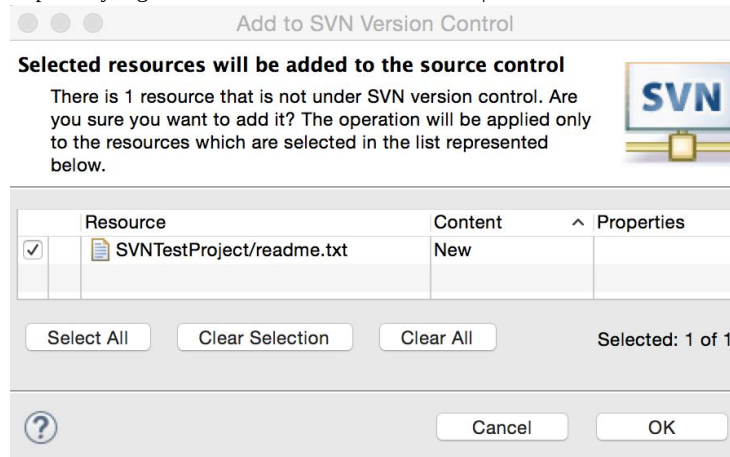 Add to SVN Version Control
Selected resources will be added to the source control
There is 1 resource that is not under SVN version control. Are
you sure you want to add it? The operation will be applied only
to the resources which are selected in the list represented
below.
SVN
Resource Content Properties
SVNTestProject/readme.txt New
Select All Clear Selection Clear All Selected: 1 of 1
? Cancel OK